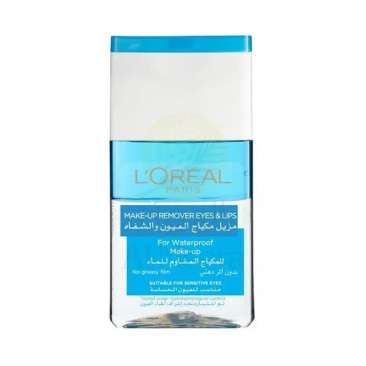 L'ORÉAL
PARIS
MAKE-UP REMOVER EYES & LIPS
مزيل مكياج العيون والشفاه
For Waterproof
Make-up
للمكياج المقاوم للماء
No greasy film
بدون أثر دهني
SUITABLE FOR SENSITIVE EYES
مناسب للعيون الحساسة